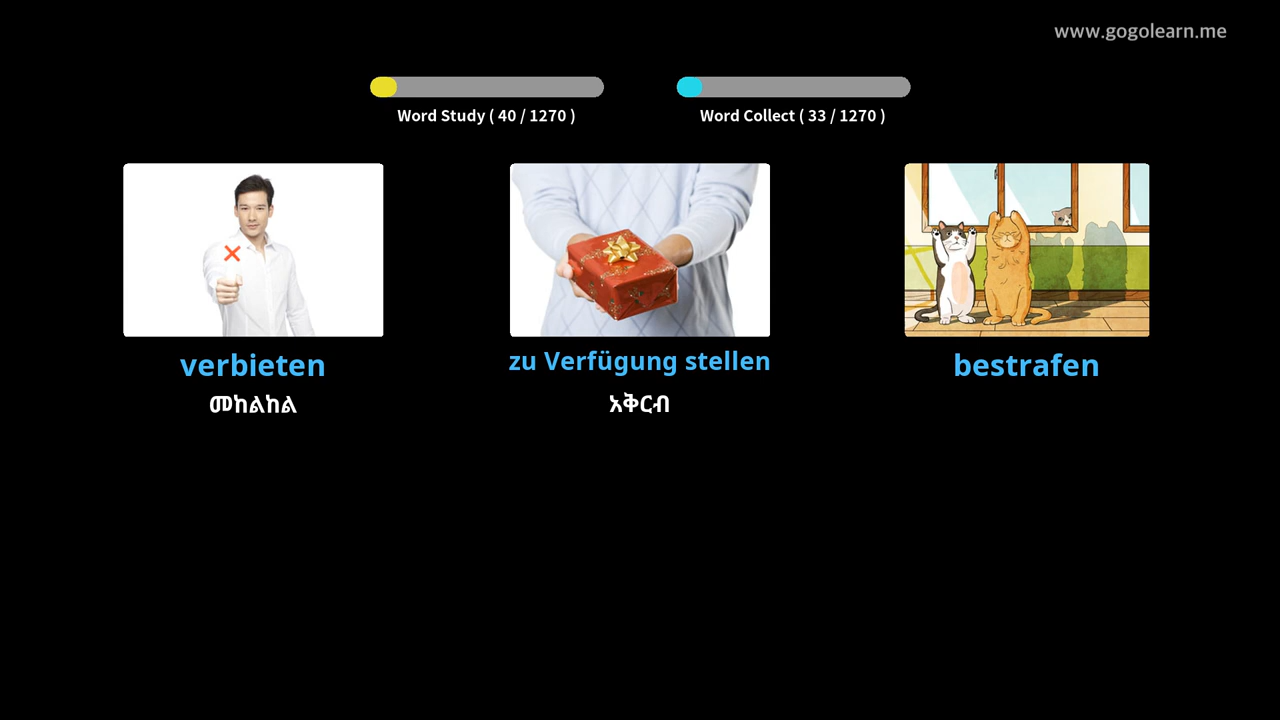 www.gogolearn.me
Word Study ( 40 / 1270 )
Word Collect ( 33 / 1270 )
verbieten
zu Verfügung stellen
bestrafen
መከልከል
አቅርብ